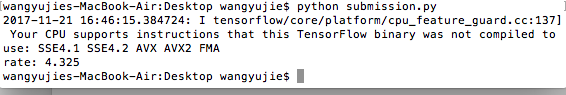 wangyujies-MacBook-Air:Desktop wangyujie$ python submission.py
2017-11-21 16:46:15.384724: I tensorflow/core/platform/cpu_feature_guard.cc:137]
 Your CPU supports instructions that this TensorFlow binary was not compiled to
use: SSE4.1 SSE4.2 AVX AVX2 FMA
rate: 4.325
wangyujies-MacBook-Air:Desktop wangyujie$